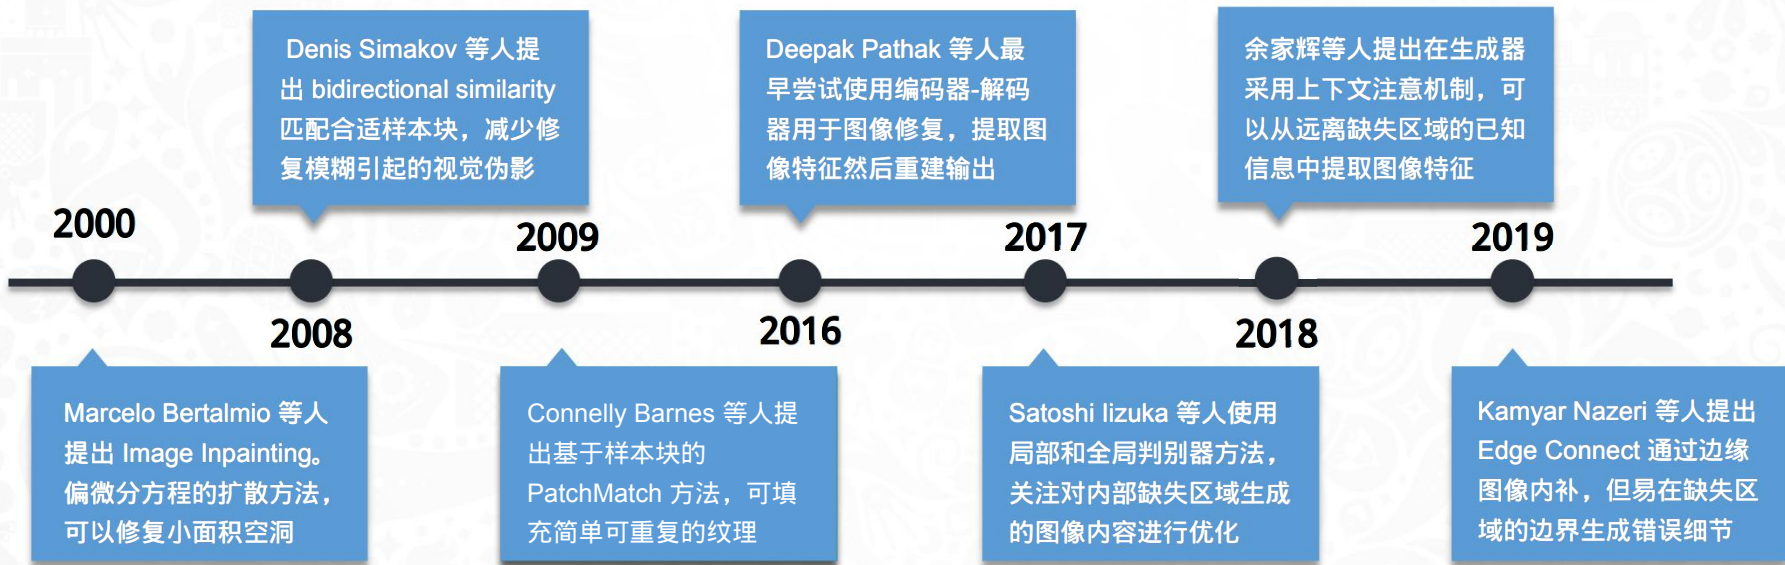 Denis Simakov 等人提
出 bidirectional similarity
匹配合适样本块，减少修
复模糊引起的视觉伪影
Deepak Pathak 等人最
早尝试使用编码器-解码
器用于图像修复，提取图
像特征然后重建输出
余家辉等人提出在生成器
采用上下文注意机制，可
以从远离缺失区域的已知
信息中提取图像特征
2000
2009
2017
2019
2008
2016
2018
Marcelo Bertalmio 等人
提出 Image Inpainting。
偏微分方程的扩散方法，
可以修复小面积空洞
Connelly Barnes 等人提
出基于样本块的
PatchMatch 方法，可填
充简单可重复的纹理
Satoshi Iizuka 等人使用
局部和全局判别器方法，
关注对内部缺失区域生成
的图像内容进行优化
Kamyar Nazeri 等人提出
Edge Connect 通过边缘
图像内补，但易在缺失区
域的边界生成错误细节